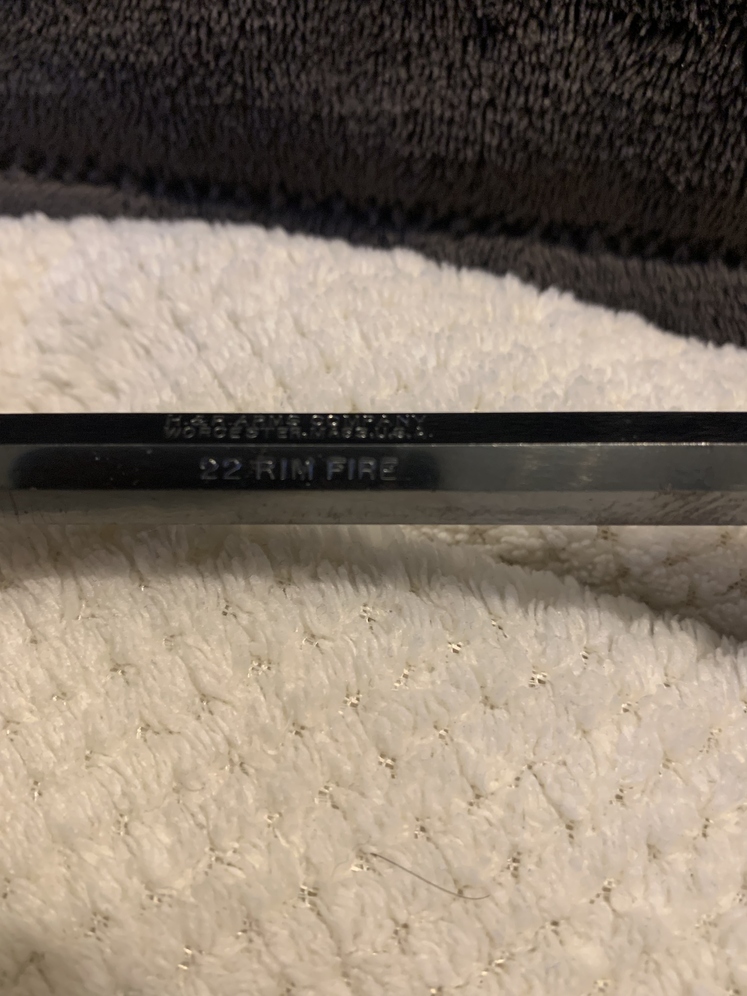 H.&R. ARMS COMPANY
WORCESTER.MASS.U.S.A.
22 RIM FIRE